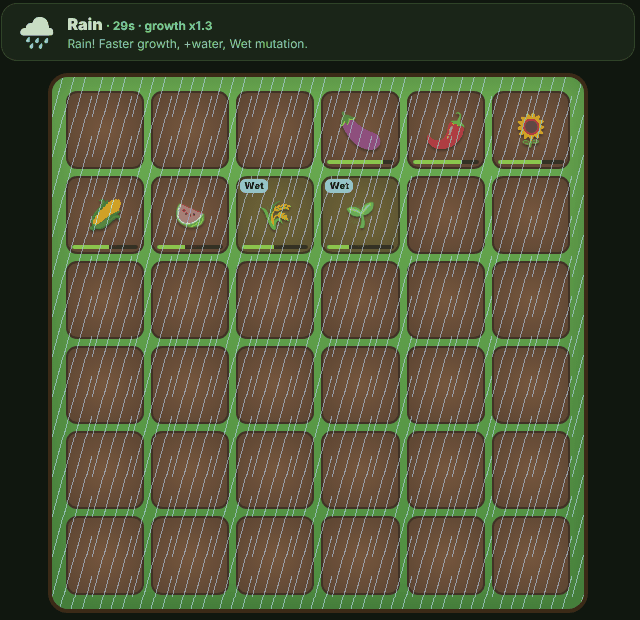 Rain · 29s · growth x1.3
Rain! Faster growth, +water, Wet mutation.
Wet
Wet